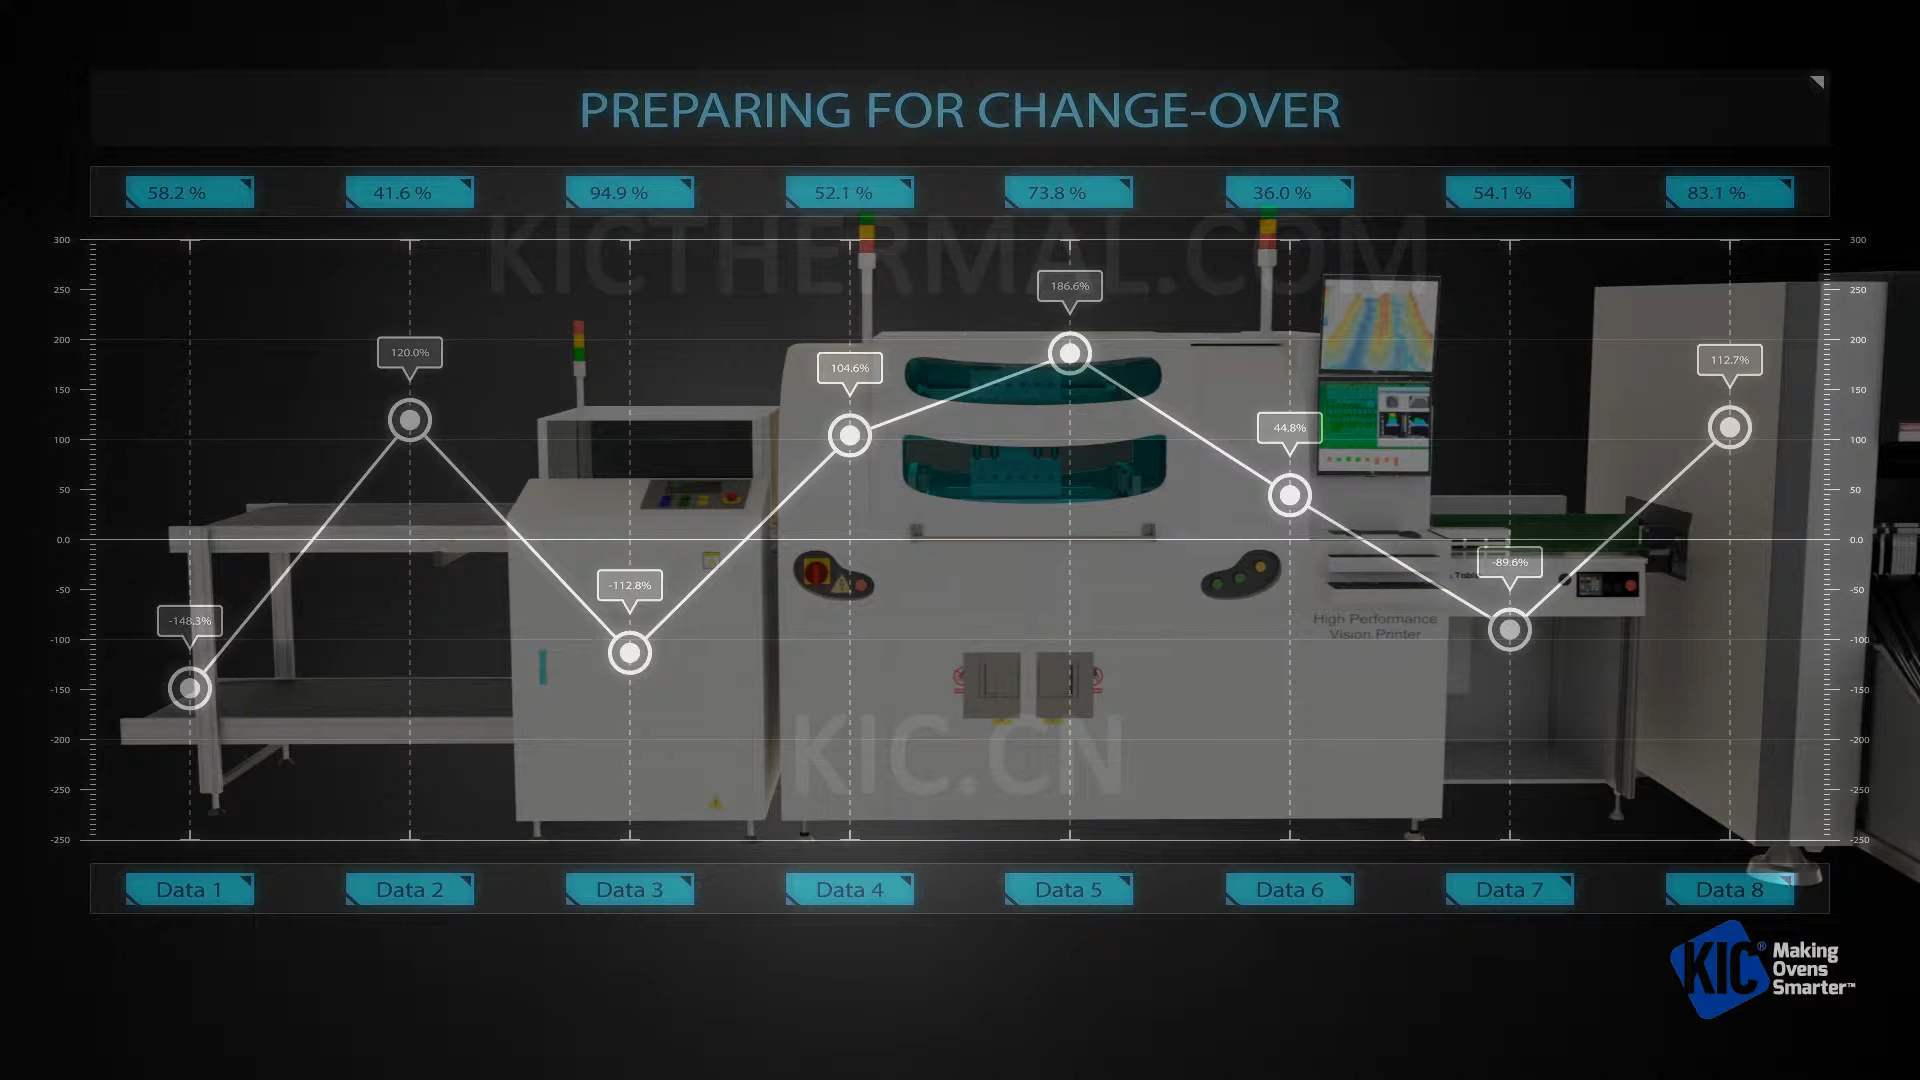 PREPARING FOR CHANGE-OVER
58.2 % 41.6 % 94.9 % 52.1 % 73.8 % 36.0 % 54.1 % 83.1 %
KICTHERMAL.COM
300 300
250 250
186.6%
200 200
120.0%
112.7%
104.6%
150 150
100 100
44.8%
50 50
0.0 0.0
-89.6%
-112.8%
-50 -50
-148.3%
High Performance
Vision Printer
-100 -100
-150 -150
-200 -200
KIC.CN
-250 -250
-250 -250
Data 1 Data 2 Data 3 Data 4 Data 5 Data 6 Data 7 Data 8
KIC® Making
Ovens
Smarter™